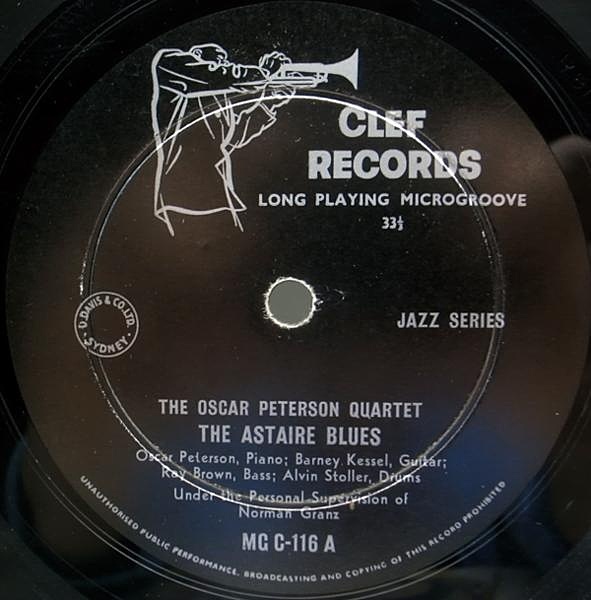 CLEF
RECORDS
LONG PLAYING MICROGROOVE
33⅓
D. DAVIS & CO. LTD.
· SYDNEY ·
JAZZ SERIES
THE OSCAR PETERSON QUARTET
THE ASTAIRE BLUES
Oscar Peterson, Piano; Barney Kessel, Guitar;
Ray Brown, Bass; Alvin Stoller, Drums
Under the Personal Supervision of
Norman Granz
MG C-116 A
UNAUTHORISED PUBLIC PERFORMANCE, BROADCASTING AND COPYING OF THIS RECORD PROHIBITED